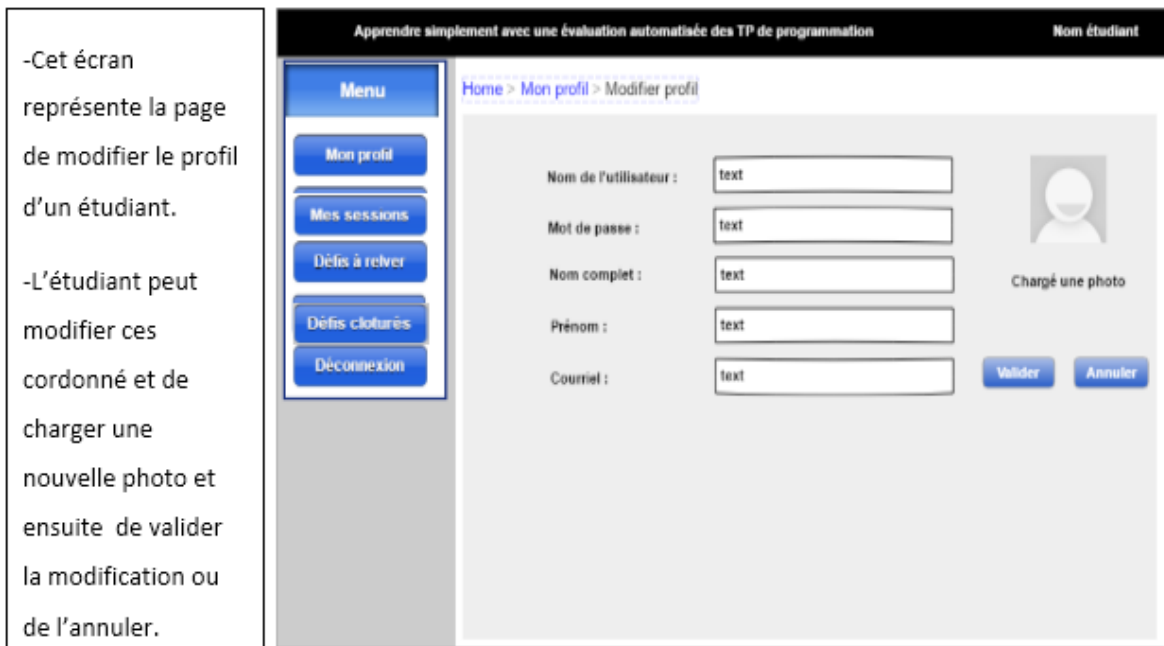 -Cet écran
représente la page
de modifier le profil
d’un étudiant.
-L’étudiant peut
modifier ces
cordonné et de
charger une
nouvelle photo et
ensuite de valider
la modification ou
de l’annuler.
Apprendre simplement avec une évaluation automatisée des TP de programmation
Nom étudiant
Menu
Mon profil
Mes sessions
Défis à relver
Défis cloturés
Déconnexion
Home > Mon profil > Modifier profil
Nom de l'utilisateur : text
Mot de passe : text
Nom complet : text
Prénom : text
Courriel : text
Chargé une photo
Valider Annuler